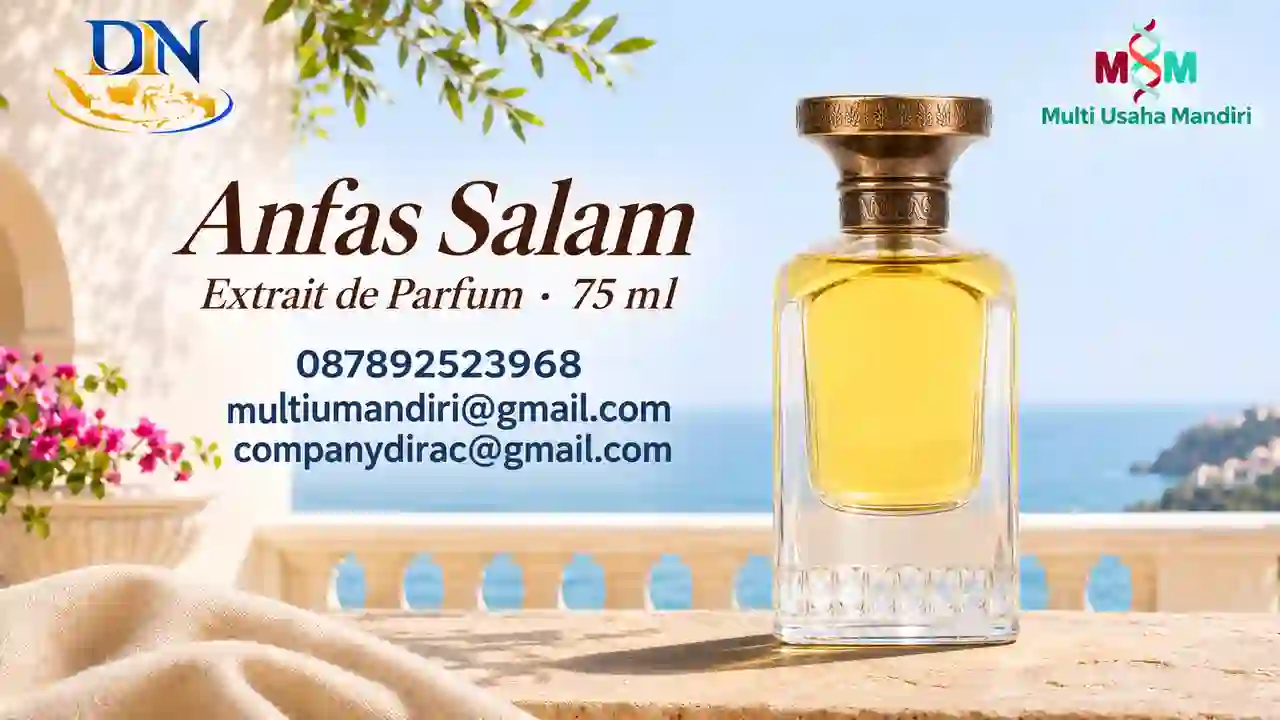 DN
MSM
Multi Usaha Mandiri
Anfas Salam
Extrait de Parfum · 75 ml
087892523968
multiumandiri@gmail.com
companydirac@gmail.com